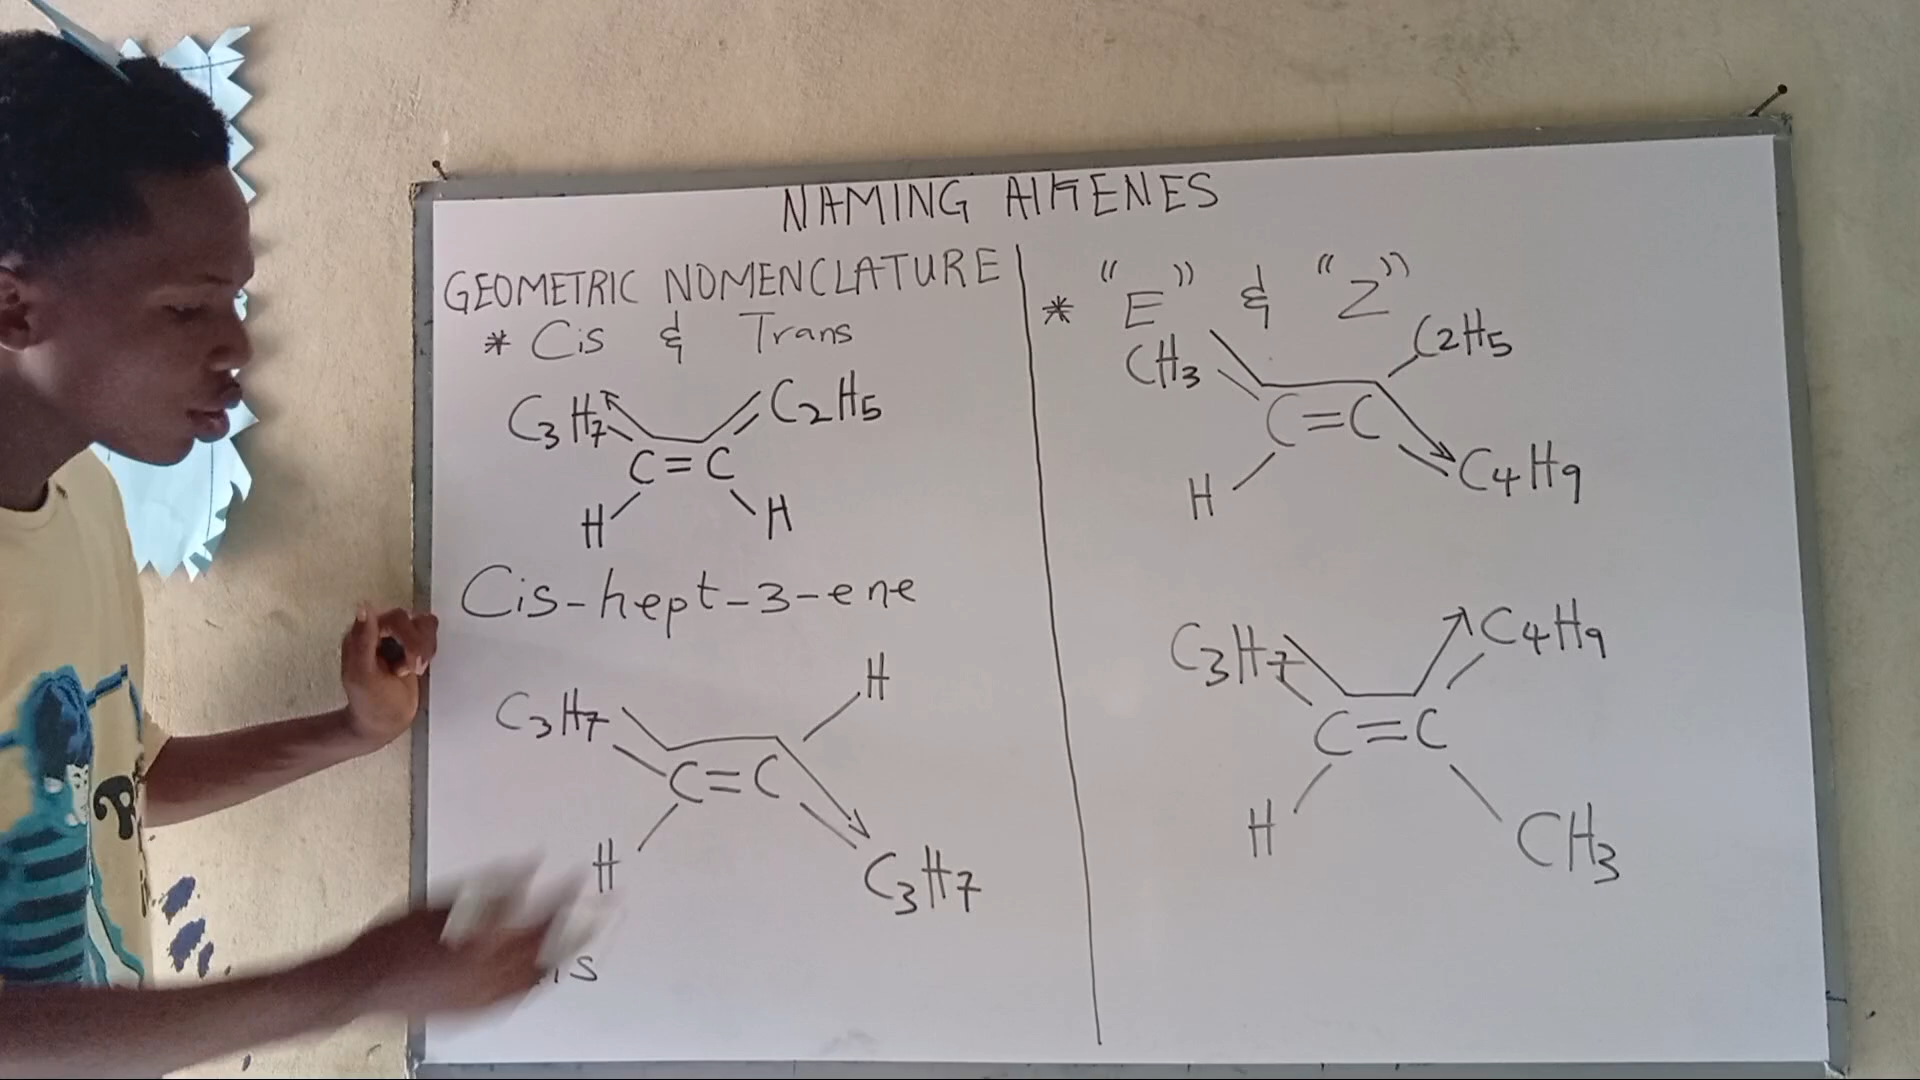 NAMING ALKENES
GEOMETRIC NOMENCLATURE
* Cis & Trans
C3H7 C2H5
C=C
H H
Cis-hept-3-ene
H
C3H7
C=C
H
C3H7
is
* "E" & "Z"
CH3 C2H5
C=C
H C4H9
C3H7 C4H9
C=C
H CH3